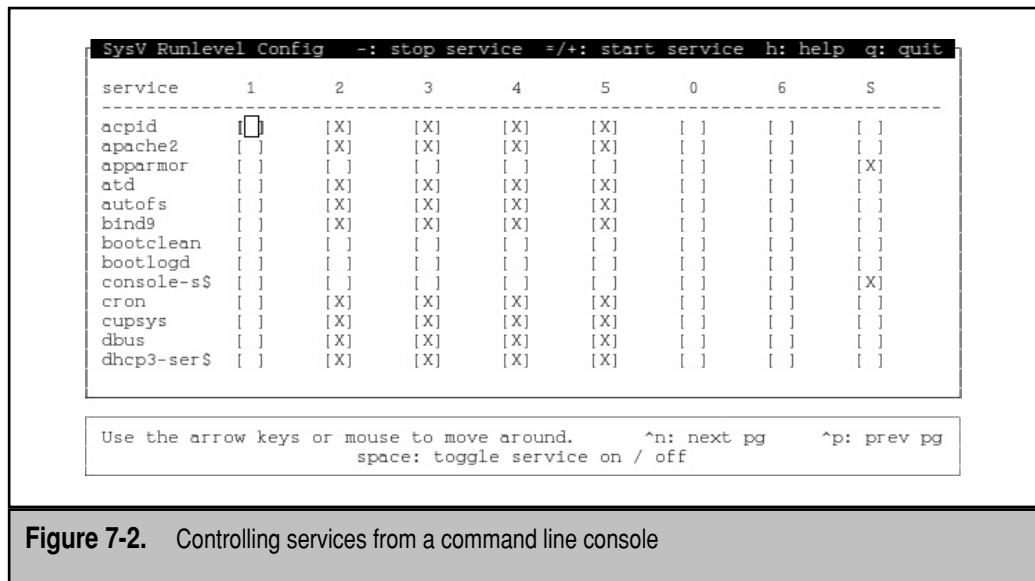 SysV Runlevel Config   -: stop service  =/+: start service  h: help  q: quit
service      1       2       3       4       5       0       6       S
----------------------------------------------------------------------------
acpid       [ ]     [X]     [X]     [X]     [X]     [ ]     [ ]     [ ]
apache2     [ ]     [X]     [X]     [X]     [X]     [ ]     [ ]     [ ]
apparmor    [ ]     [ ]     [ ]     [ ]     [ ]     [ ]     [ ]     [X]
atd         [ ]     [X]     [X]     [X]     [X]     [ ]     [ ]     [ ]
autofs      [ ]     [X]     [X]     [X]     [X]     [ ]     [ ]     [ ]
bind9       [ ]     [X]     [X]     [X]     [X]     [ ]     [ ]     [ ]
bootclean   [ ]     [ ]     [ ]     [ ]     [ ]     [ ]     [ ]     [ ]
bootlogd    [ ]     [ ]     [ ]     [ ]     [ ]     [ ]     [ ]     [ ]
console-s$  [ ]     [ ]     [ ]     [ ]     [ ]     [ ]     [ ]     [X]
cron        [ ]     [X]     [X]     [X]     [X]     [ ]     [ ]     [ ]
cupsys      [ ]     [X]     [X]     [X]     [X]     [ ]     [ ]     [ ]
dbus        [ ]     [X]     [X]     [X]     [X]     [ ]     [ ]     [ ]
dhcp3-ser$  [ ]     [X]     [X]     [X]     [X]     [ ]     [ ]     [ ]
Use the arrow keys or mouse to move around.      ^n: next pg     ^p: prev pg
space: toggle service on / off
Figure 7-2.   Controlling services from a command line console